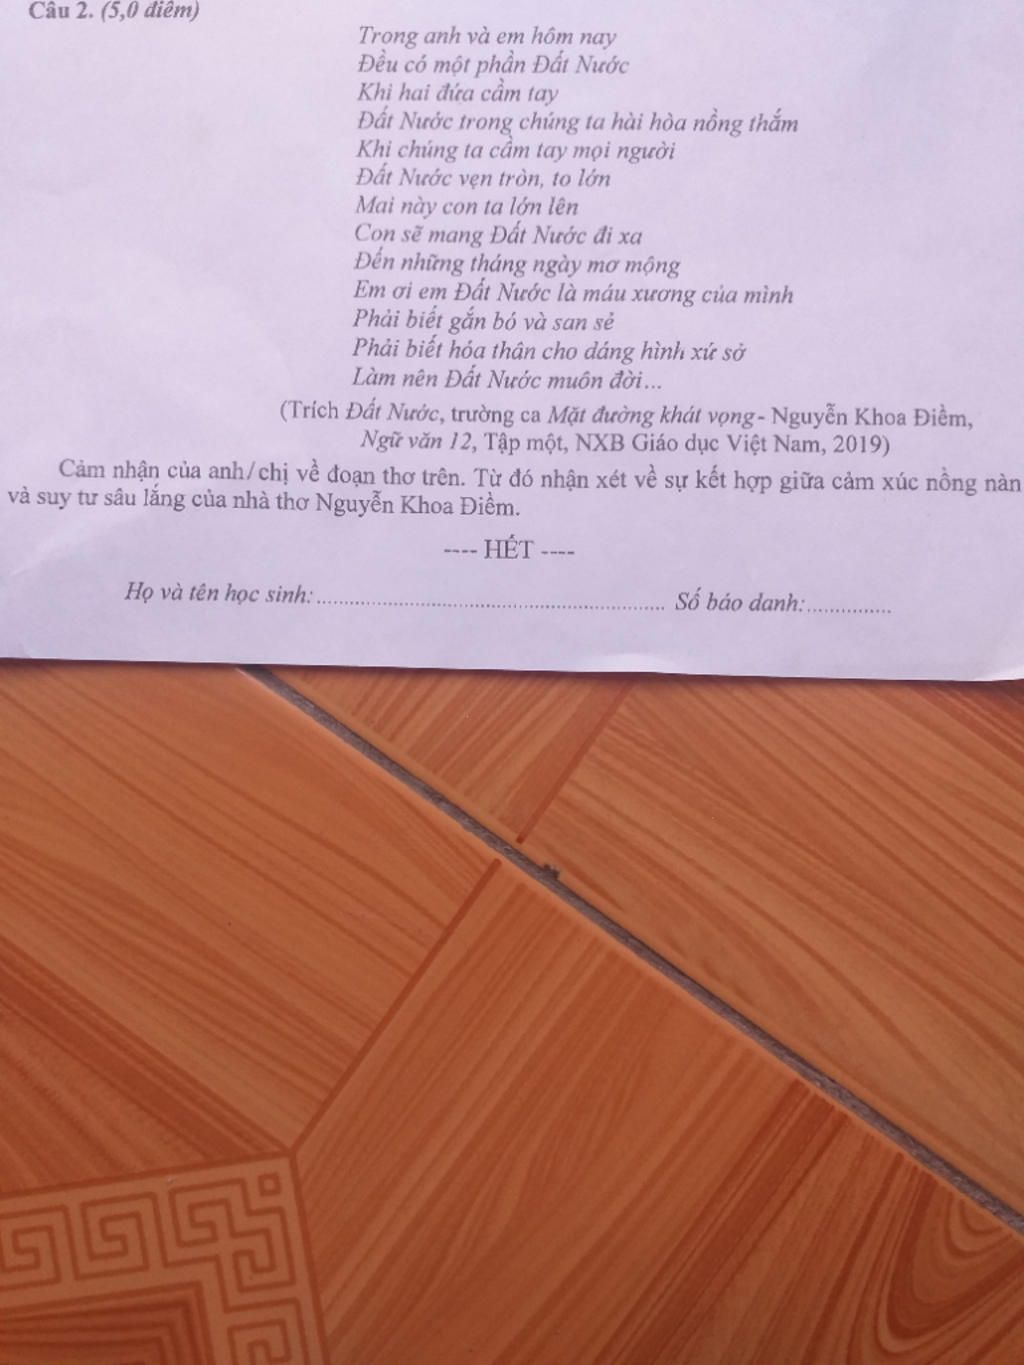 Câu 2. (5,0 điểm)
Trong anh và em hôm nay
Đều có một phần Đất Nước
Khi hai đứa cầm tay
Đất Nước trong chúng ta hài hòa nồng thắm
Khi chúng ta cầm tay mọi người
Đất Nước vẹn tròn, to lớn
Mai này con ta lớn lên
Con sẽ mang Đất Nước đi xa
Đến những tháng ngày mơ mộng
Em ơi em Đất Nước là máu xương của mình
Phải biết gắn bó và san sẻ
Phải biết hóa thân cho dáng hình xứ sở
Làm nên Đất Nước muôn đời...
(Trích Đất Nước, trường ca Mặt đường khát vọng- Nguyễn Khoa Điềm,
Ngữ văn 12, Tập một, NXB Giáo dục Việt Nam, 2019)
Cảm nhận của anh/chị về đoạn thơ trên. Từ đó nhận xét về sự kết hợp giữa cảm xúc nồng nàn
và suy tư sâu lắng của nhà thơ Nguyễn Khoa Điềm.
---- HẾT ----
Họ và tên học sinh:............................................................... Số báo danh:...............